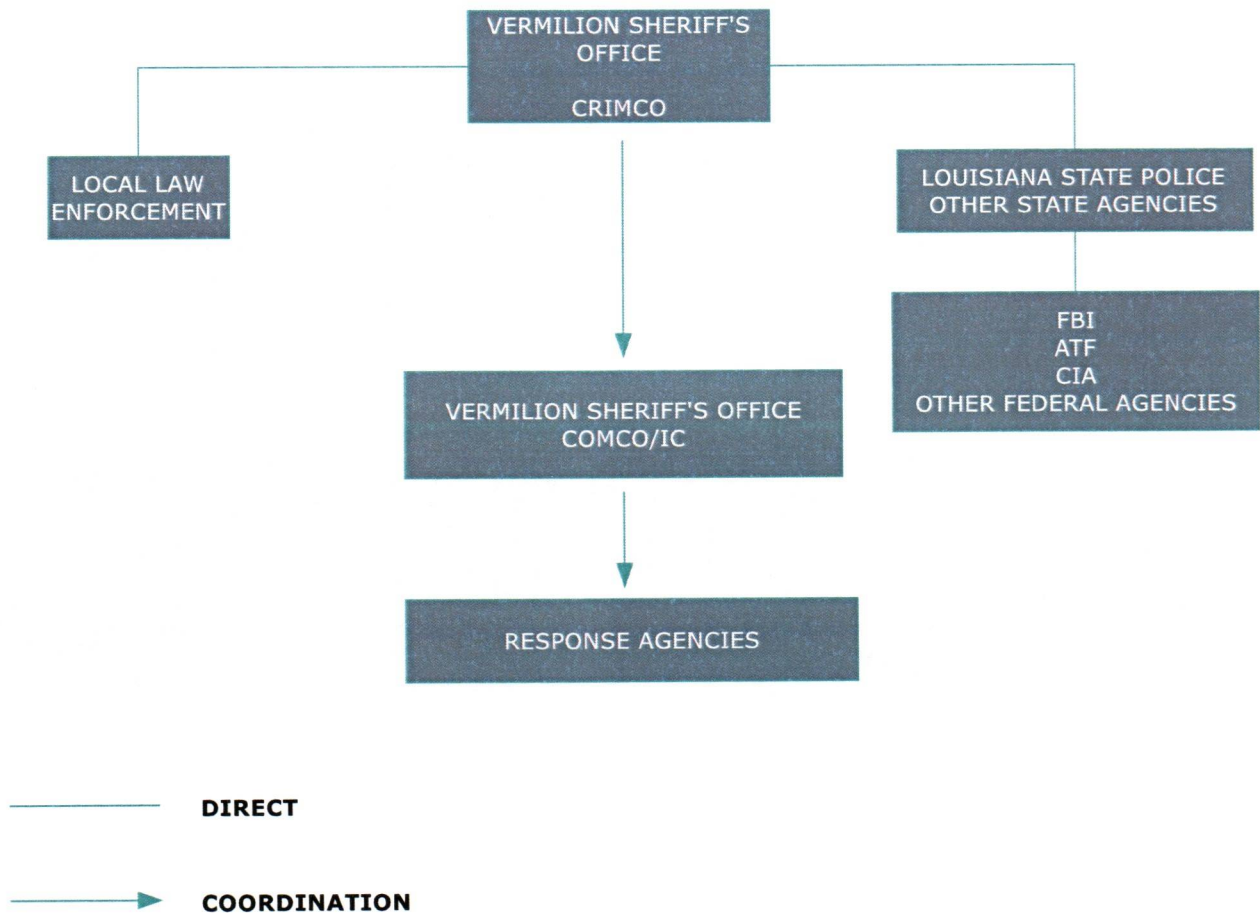 VERMILION SHERIFF'S
OFFICE
CRIMCO
LOCAL LAW
ENFORCEMENT
LOUISIANA STATE POLICE
OTHER STATE AGENCIES
FBI
ATF
CIA
OTHER FEDERAL AGENCIES
VERMILION SHERIFF'S OFFICE
COMCO/IC
RESPONSE AGENCIES
DIRECT
COORDINATION